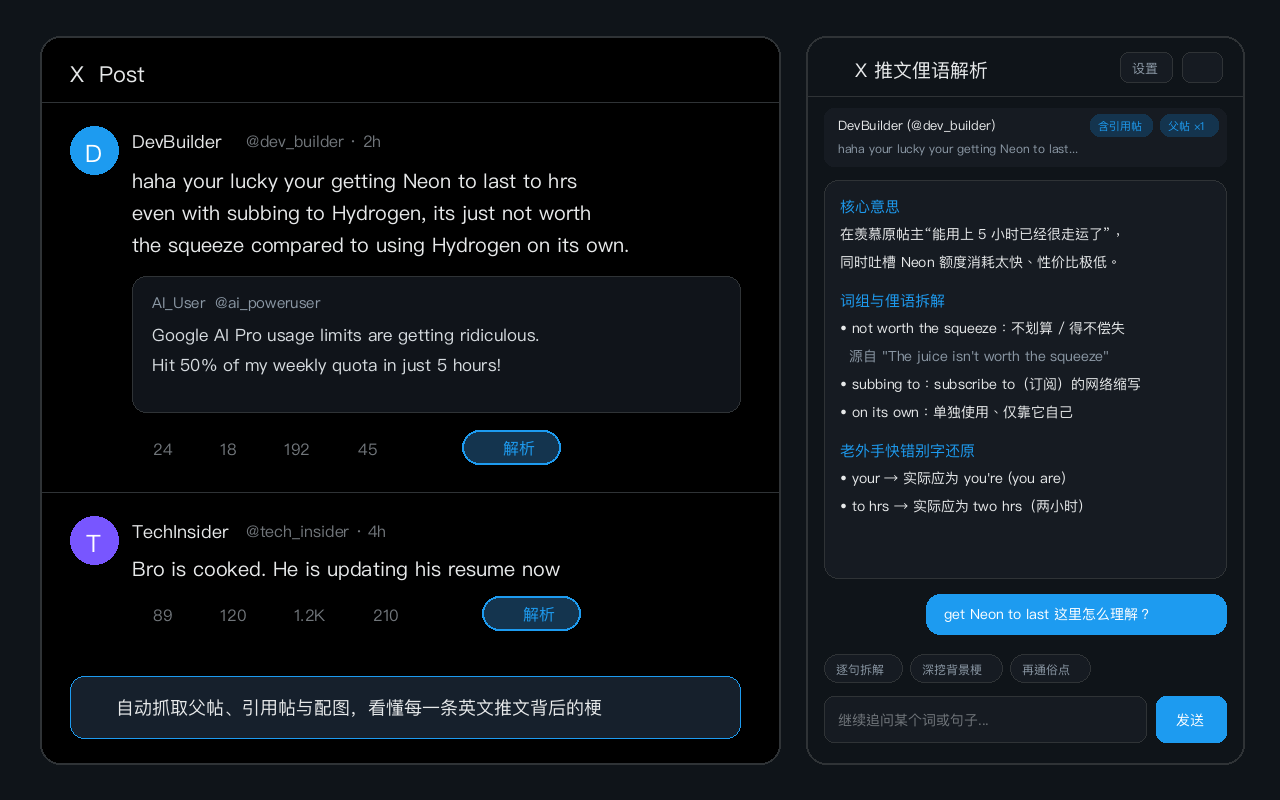 X Post
D
DevBuilder @dev_builder · 2h
haha your lucky your getting Neon to last to hrs
even with subbing to Hydrogen, its just not worth
the squeeze compared to using Hydrogen on its own.
AI_User @ai_poweruser
Google AI Pro usage limits are getting ridiculous.
Hit 50% of my weekly quota in just 5 hours!
24 18 192 45 解析
T
TechInsider @tech_insider · 4h
Bro is cooked. He is updating his resume now
89 120 1.2K 210 解析
自动抓取父帖、引用帖与配图，看懂每一条英文推文背后的梗
X 推文俚语解析
设置
DevBuilder (@dev_builder) 含引用帖 父帖 ×1
haha your lucky your getting Neon to last...
核心意思
在羡慕原帖主“能用上 5 小时已经很走运了”，
同时吐槽 Neon 额度消耗太快、性价比极低。
词组与俚语拆解
• not worth the squeeze：不划算 / 得不偿失
源自 "The juice isn't worth the squeeze"
• subbing to：subscribe to（订阅）的网络缩写
• on its own：单独使用、仅靠它自己
老外手快错别字还原
• your → 实际应为 you're (you are)
• to hrs → 实际应为 two hrs（两小时）
get Neon to last 这里怎么理解？
逐句拆解 深挖背景梗 再通俗点
继续追问某个词或句子...
发送